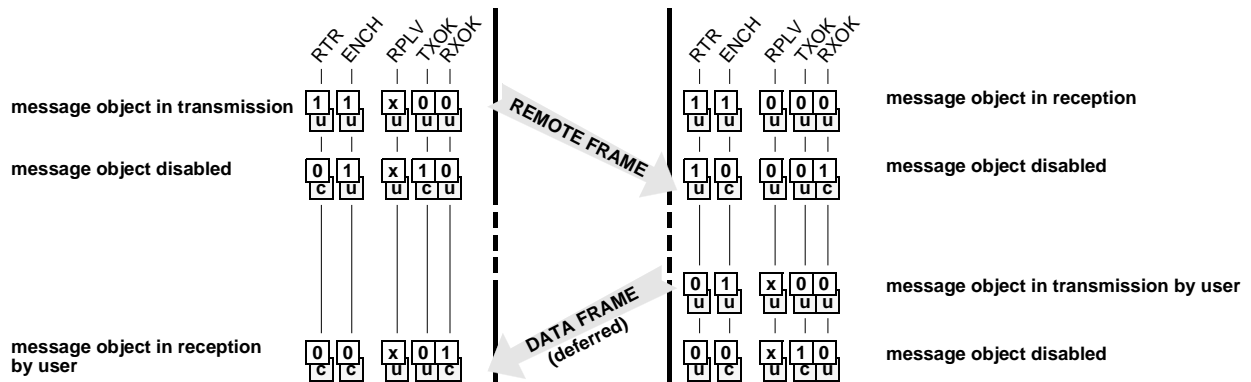 RTR ENCH RPLV TXOK RXOK RTR ENCH RPLV TXOK RXOK
message object in transmission 1 1 x 0 0 REMOTE FRAME 1 1 0 0 0 message object in reception
u u u u u u u u u u
message object disabled 0 1 x 1 0 1 0 0 0 1 message object disabled
c u u c u u c u u c
0 1 x 0 0 message object in transmission by user
u u u u u
DATA FRAME
(deferred)
message object in reception 0 0 x 0 1 0 0 x 1 0 message object disabled
by user c c u u c u c u c u